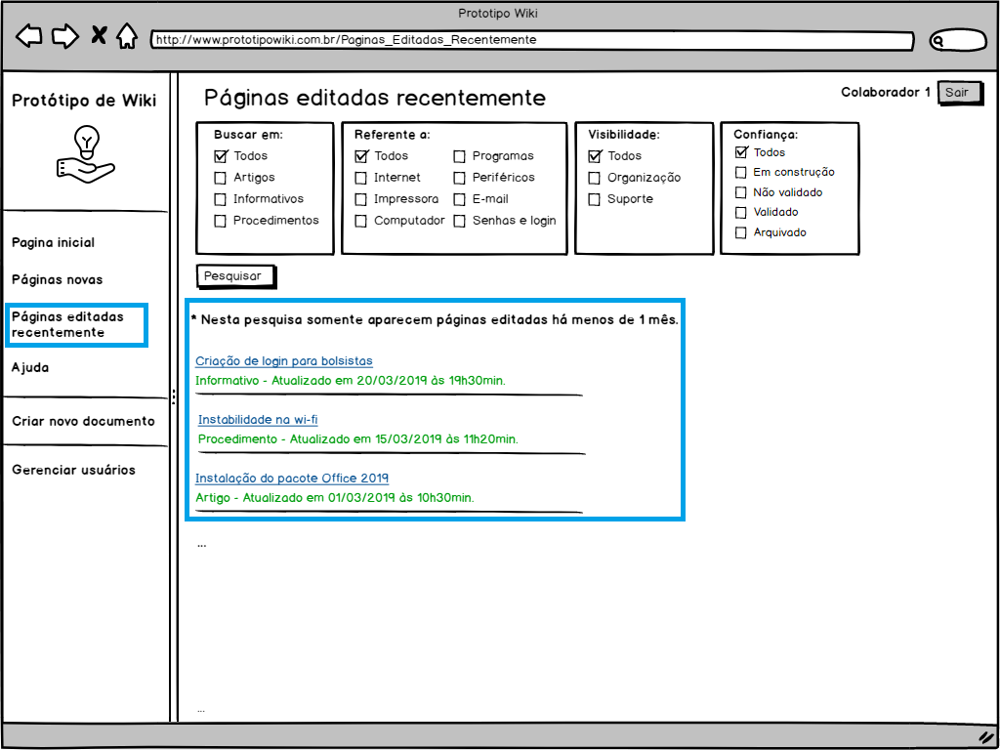 Prototipo Wiki
http://www.prototipowiki.com.br/Paginas_Editadas_Recentemente
Protótipo de Wiki
Pagina inicial
Páginas novas
Páginas editadas
recentemente
Ajuda
Criar novo documento
Gerenciar usuários
Páginas editadas recentemente
Colaborador 1
Sair
Buscar em:
Todos
Artigos
Informativos
Procedimentos
Referente a:
Todos
Internet
Impressora
Computador
Programas
Periféricos
E-mail
Senhas e login
Visibilidade:
Todos
Organização
Suporte
Confiança:
Todos
Em construção
Não validado
Validado
Arquivado
Pesquisar
* Nesta pesquisa somente aparecem páginas editadas há menos de 1 mês.
Criação de login para bolsistas
Informativo - Atualizado em 20/03/2019 às 19h30min.
Instabilidade na wi-fi
Procedimento - Atualizado em 15/03/2019 às 11h20min.
Instalação do pacote Office 2019
Artigo - Atualizado em 01/03/2019 às 10h30min.
...
...